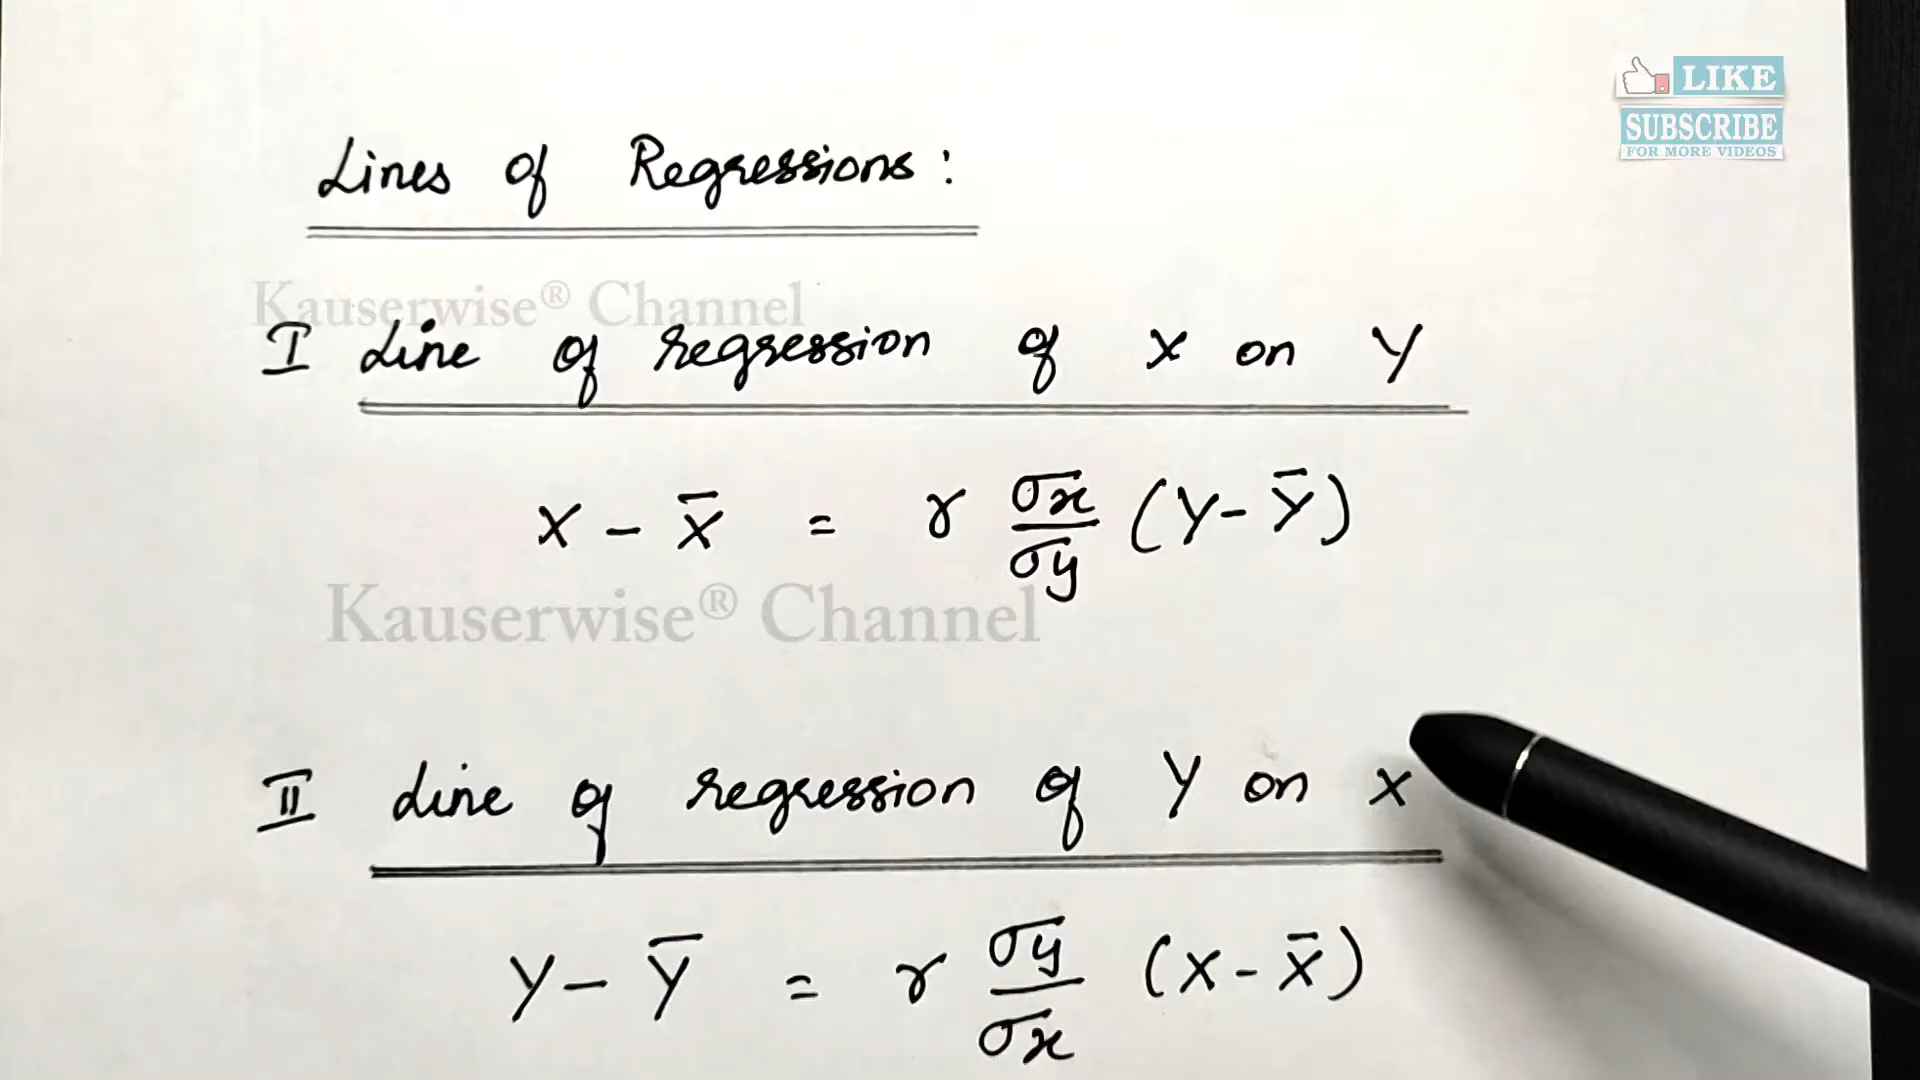 LIKE
SUBSCRIBE
FOR MORE VIDEOS
Lines of Regressions:
Kauserwise® Channel
I Line of regression of X on Y
X - X̄ = r σx/σy (Y - Ȳ)
Kauserwise® Channel
II Line of regression of Y on X
Y - Ȳ = r σy/σx (X - X̄)